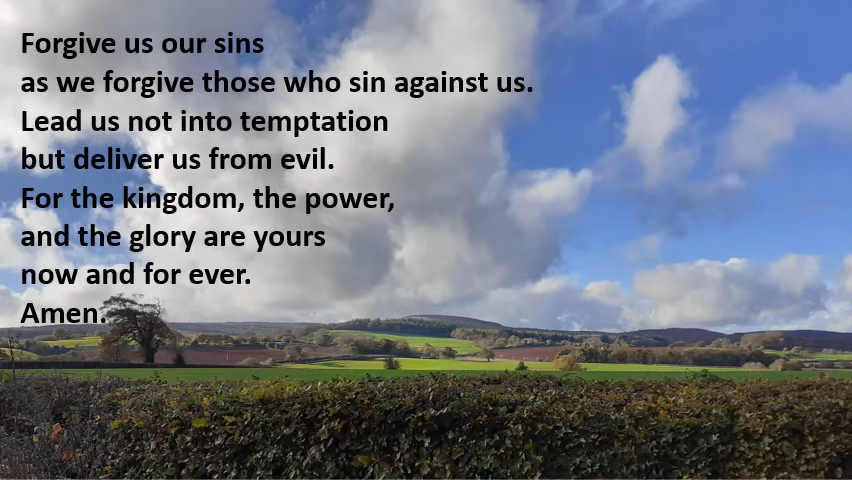 Forgive us our sins
as we forgive those who sin against us.
Lead us not into temptation
but deliver us from evil.
For the kingdom, the power,
and the glory are yours
now and for ever.
Amen.